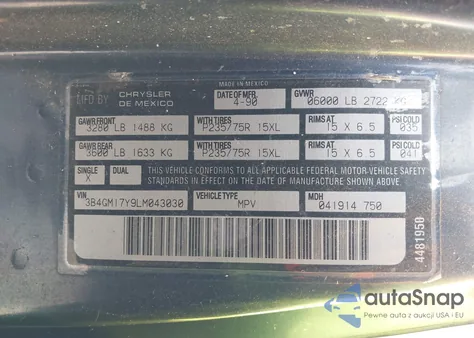 MADE IN MEXICO
MFD BY CHRYSLER DE MEXICO DATE OF MFR 4-90 GVWR 06000 LB 2722 KG
GAWR FRONT WITH TIRES RIMS AT PSI COLD
3280 LB 1488 KG P235/75R 15XL 15 X 6.5 035
GAWR REAR WITH TIRES RIMS AT PSI COLD
3600 LB 1633 KG P235/75R 15XL 15 X 6.5 041
SINGLE X DUAL THIS VEHICLE CONFORMS TO ALL APPLICABLE FEDERAL MOTOR-VEHICLE SAFETY
STANDARDS IN EFFECT ON THE DATE OF MANUFACTURE SHOWN ABOVE.
VIN: VEHICLE TYPE MDH
3B4GM17Y9LM043030 MPV 041914 750
4481950
autoSnap
Pewne auta z aukcji USA i EU